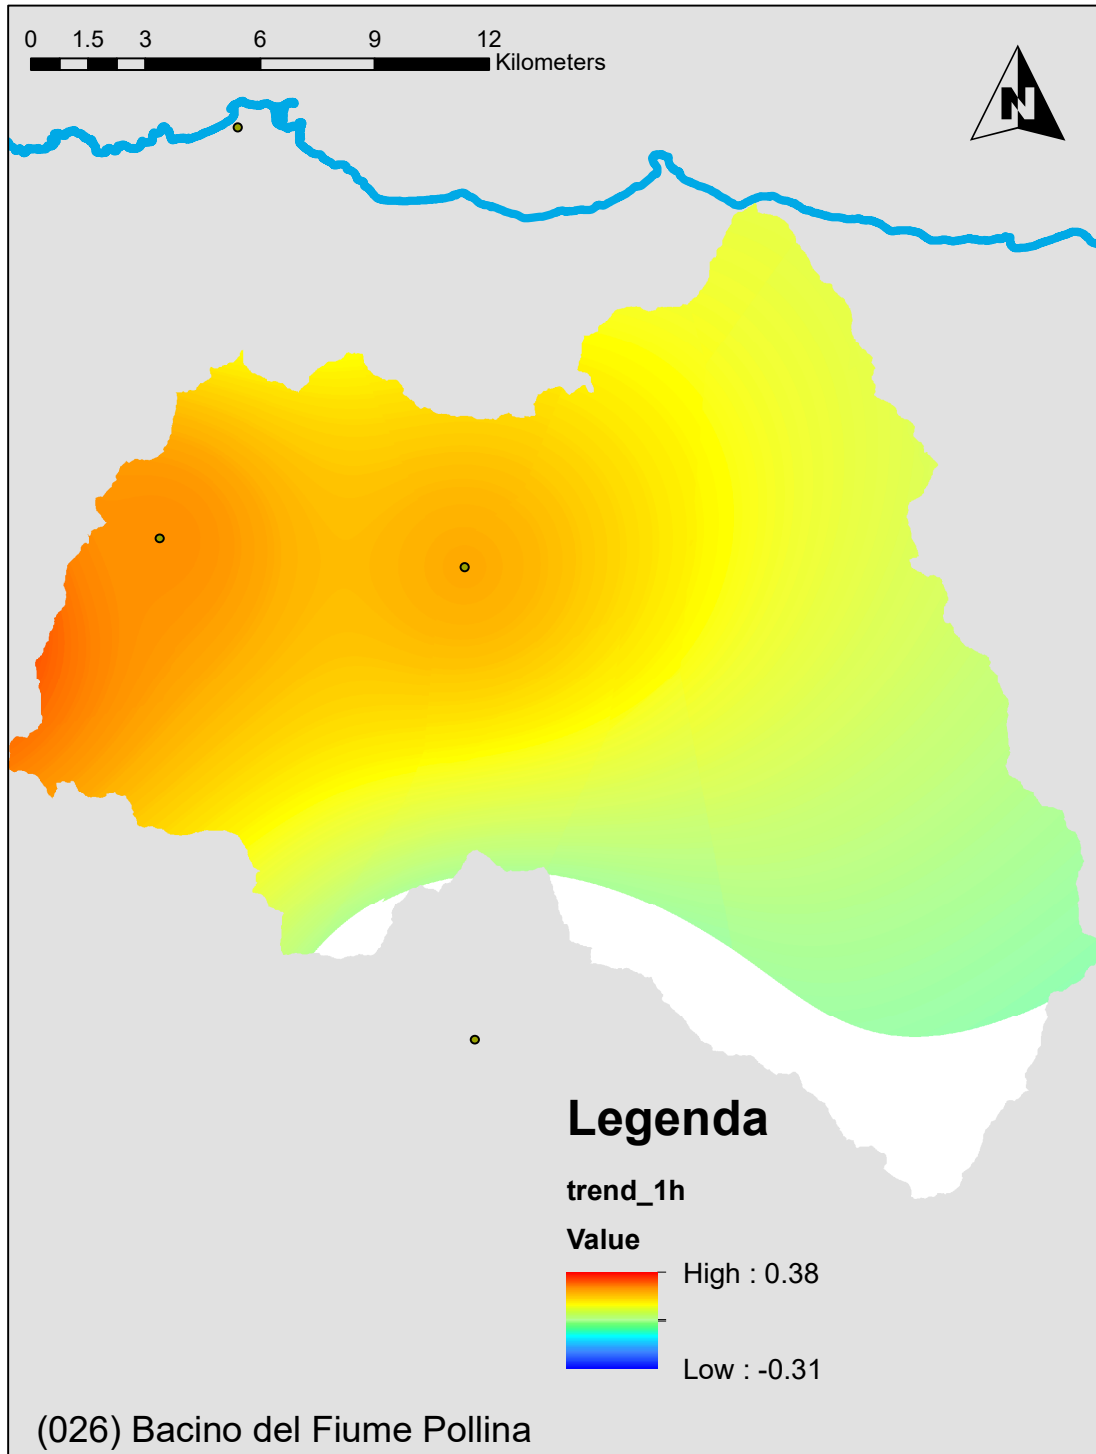 0 1.5 3 6 9 12
Kilometers
N
Legenda
trend_1h
Value
High : 0.38
Low : -0.31
(026) Bacino del Fiume Pollina